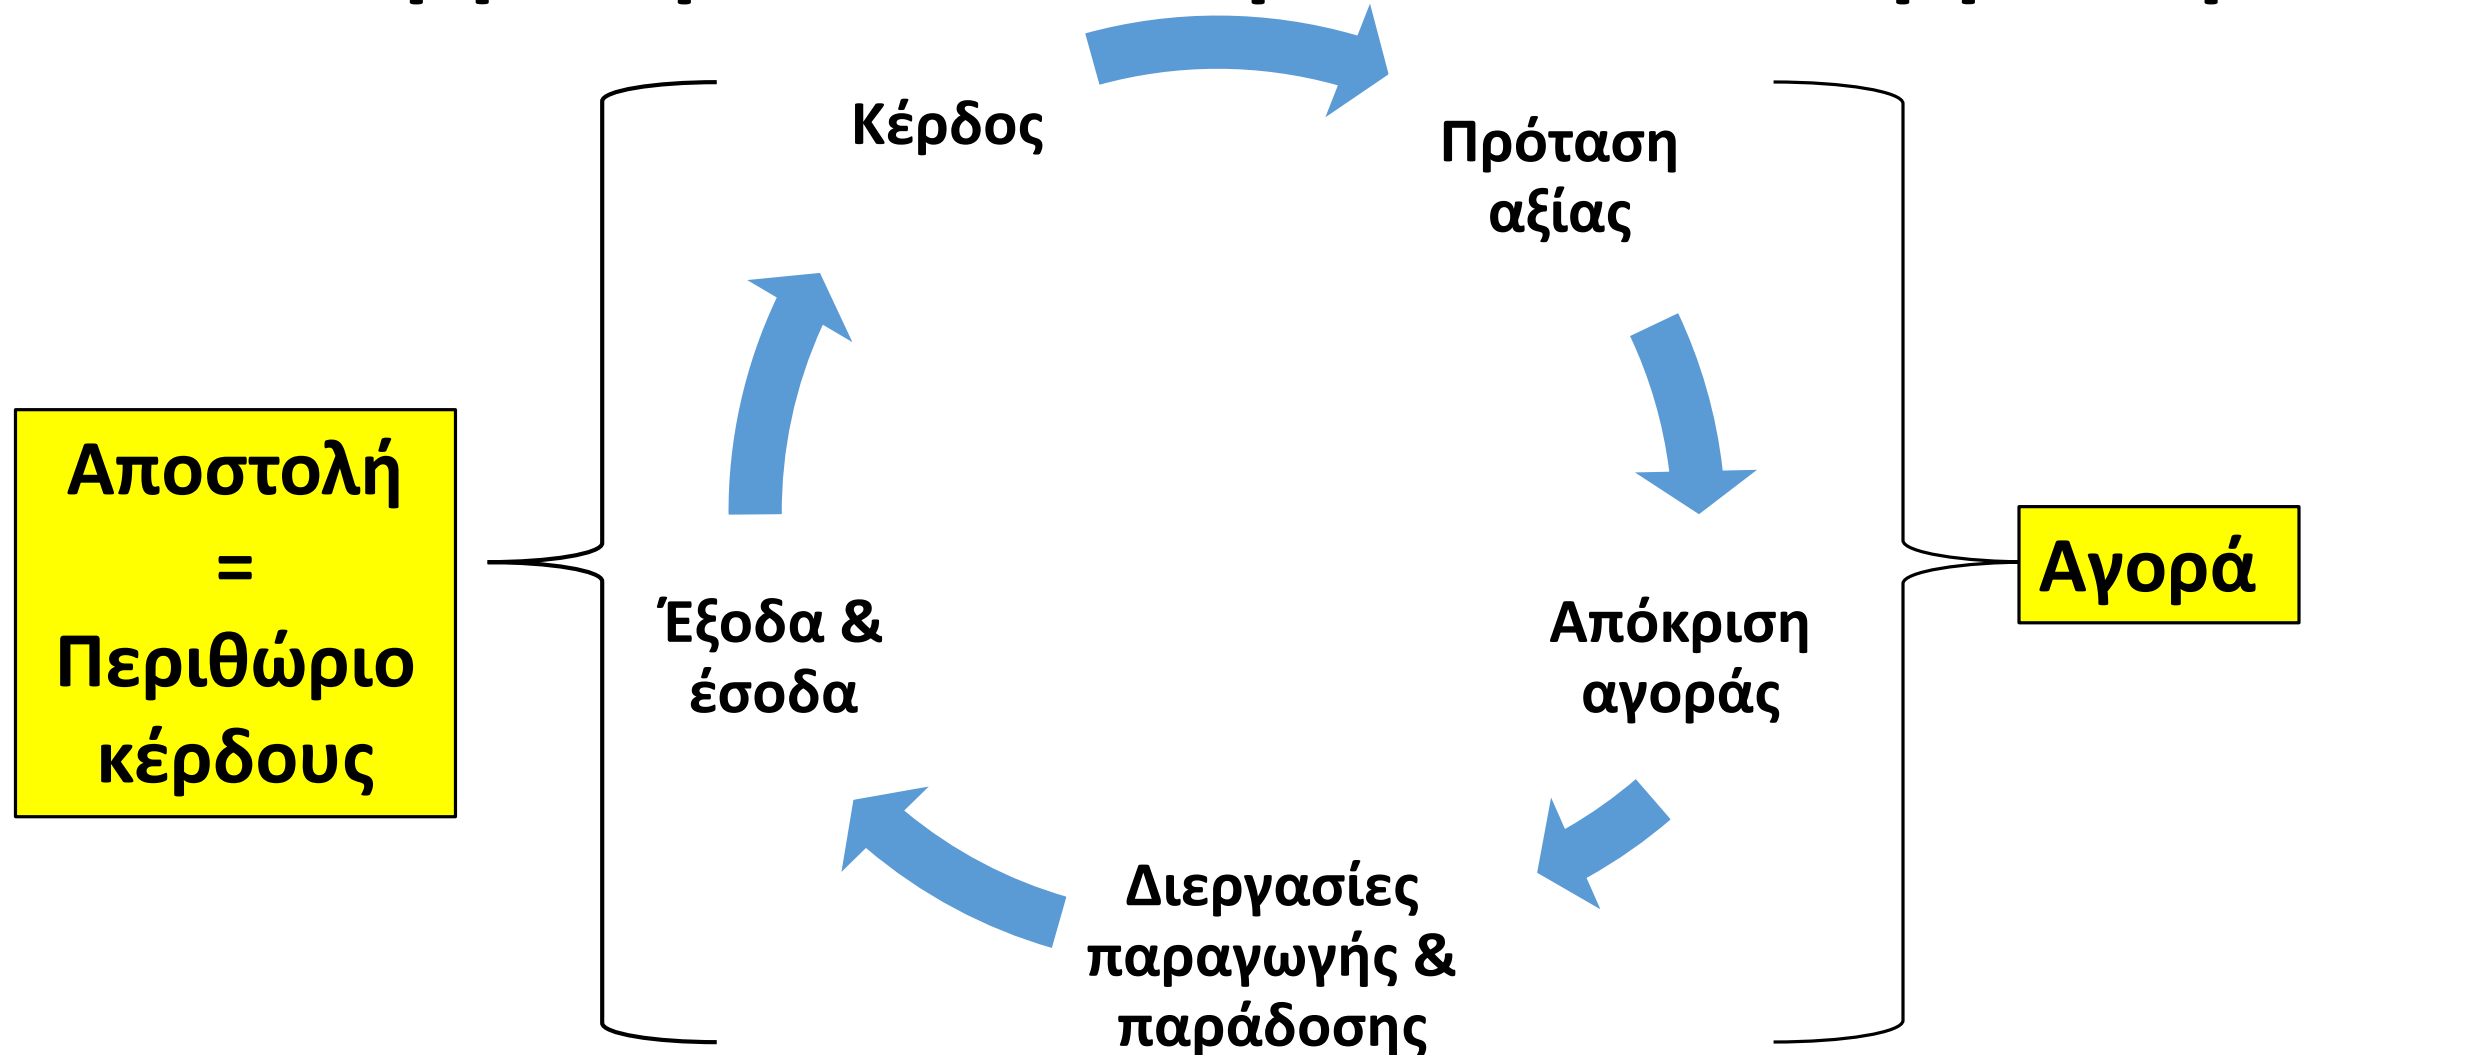 Κέρδος
Πρόταση
αξίας
Αποστολή
=
Περιθώριο
κέρδους
Έξοδα &
έσοδα
Απόκριση
αγοράς
Αγορά
Διεργασίες
παραγωγής &
παράδοσης